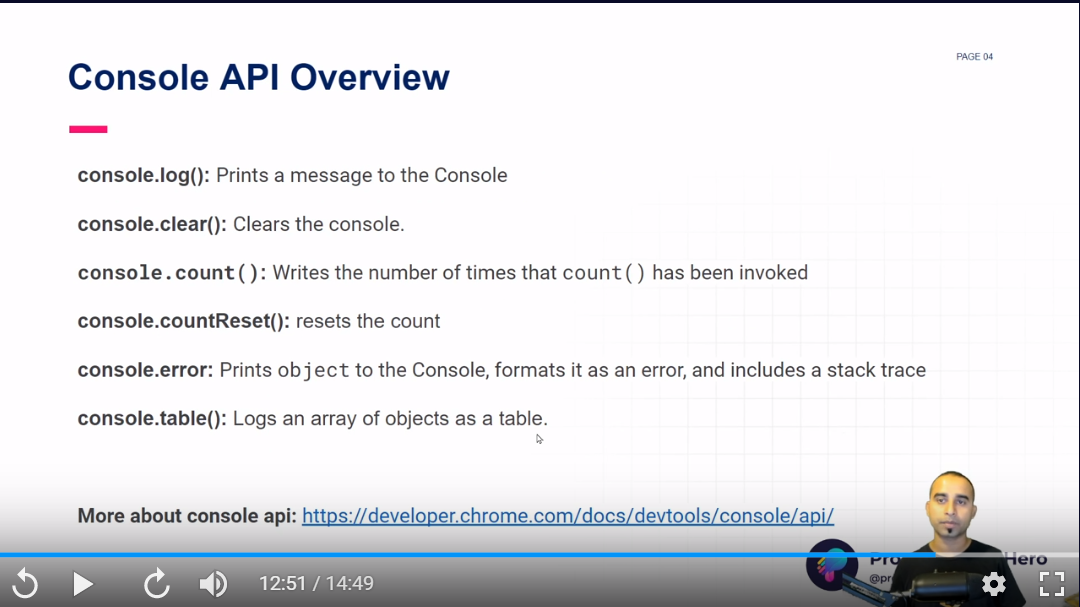 PAGE 04
Console API Overview
console.log(): Prints a message to the Console
console.clear(): Clears the console.
console.count(): Writes the number of times that count() has been invoked
console.countReset(): resets the count
console.error: Prints object to the Console, formats it as an error, and includes a stack trace
console.table(): Logs an array of objects as a table.
More about console api: https://developer.chrome.com/docs/devtools/console/api/
Hero
12:51 / 14:49